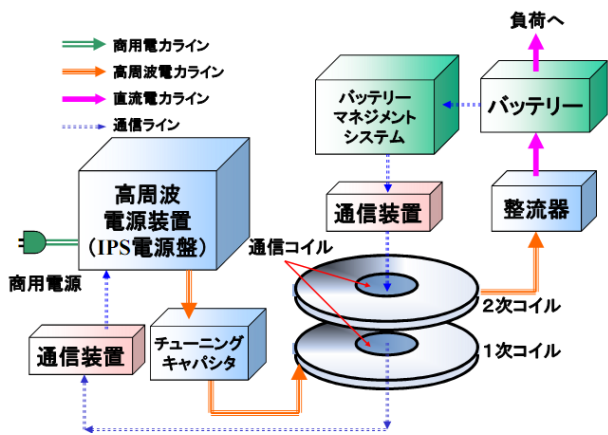 商用電力ライン
高周波電力ライン
直流電力ライン
通信ライン
負荷へ
バッテリー
マネジメント
システム
バッテリー
高周波
電源装置
(IPS電源盤)
通信装置
整流器
通信コイル
商用電源
2次コイル
通信装置
チューニング
キャパシタ
1次コイル